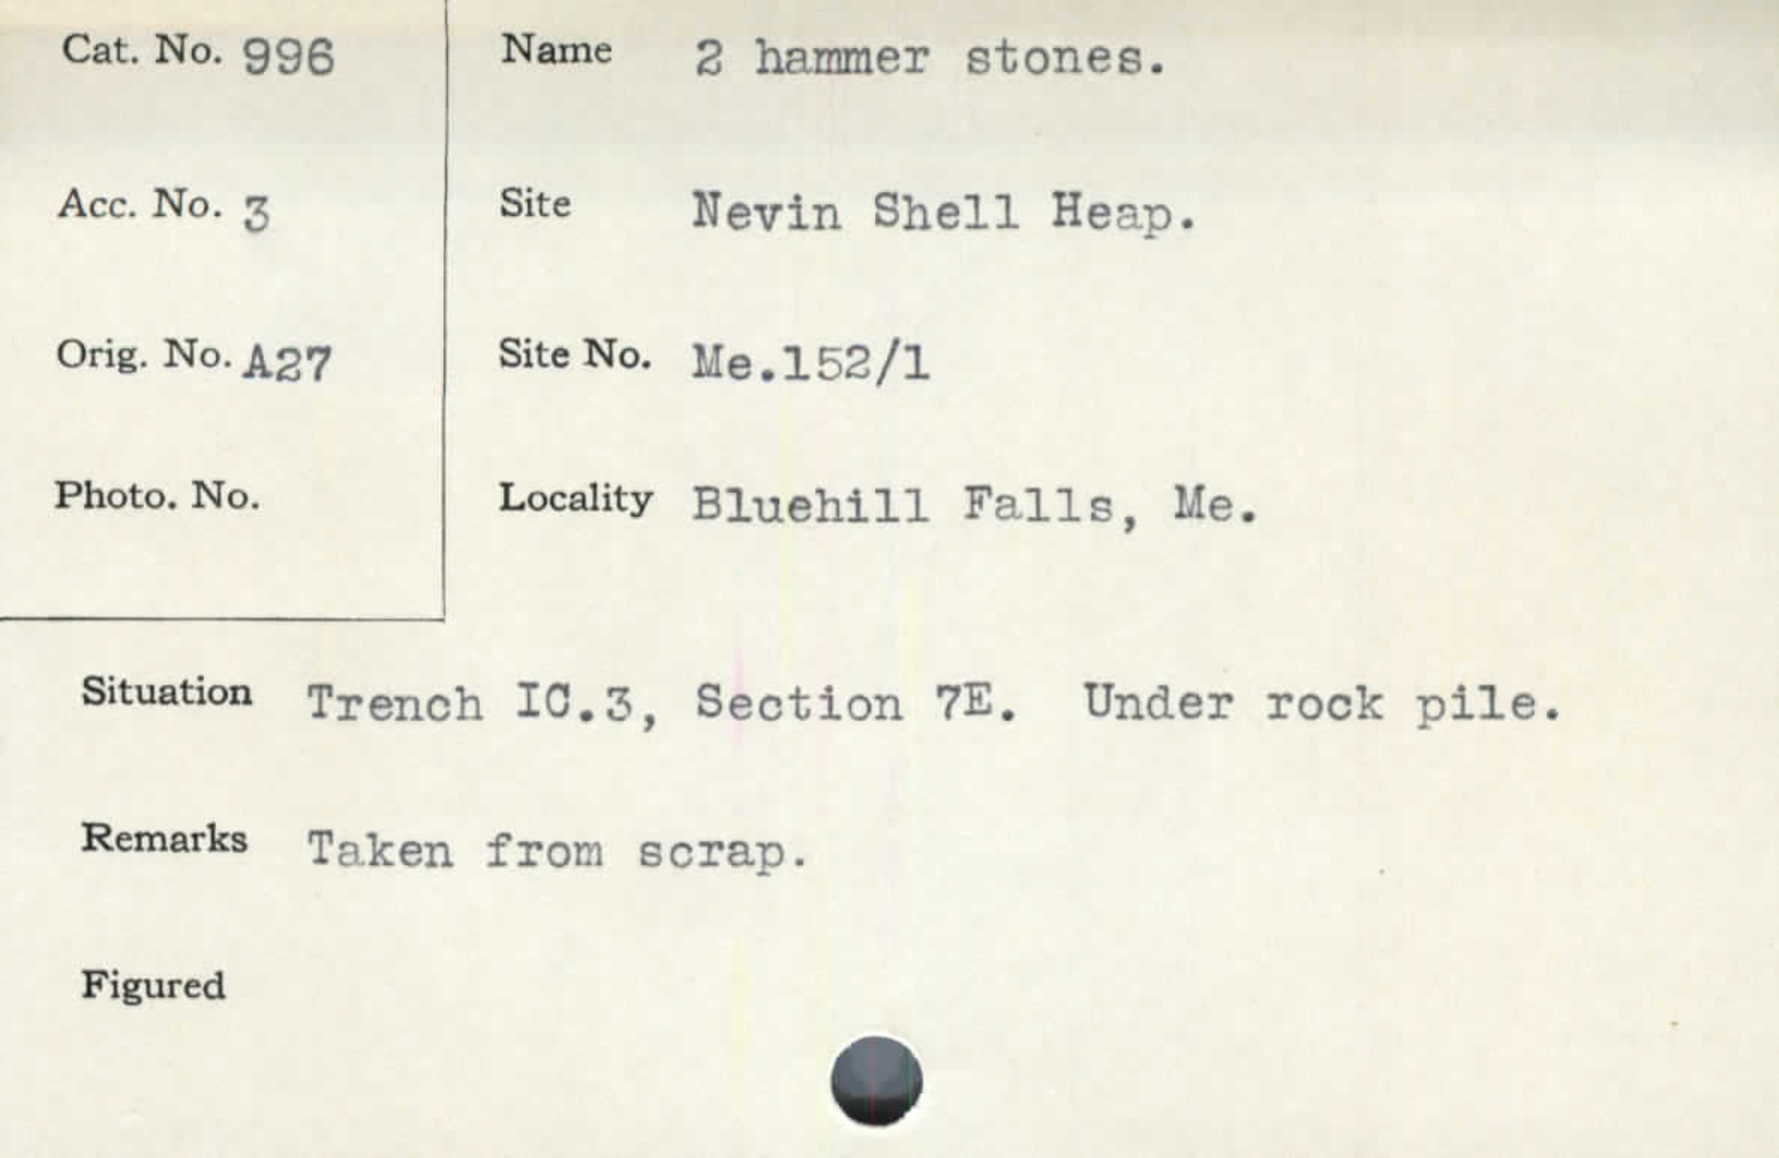 Cat. No. 996
Name 2 hammer stones.
Acc. No. 3
Site Nevin Shell Heap.
Orig. No. A27
Site No. Me.152/1
Photo. No.
Locality Bluehill Falls, Me.
Situation Trench IC.3, Section 7E. Under rock pile.
Remarks Taken from scrap.
Figured